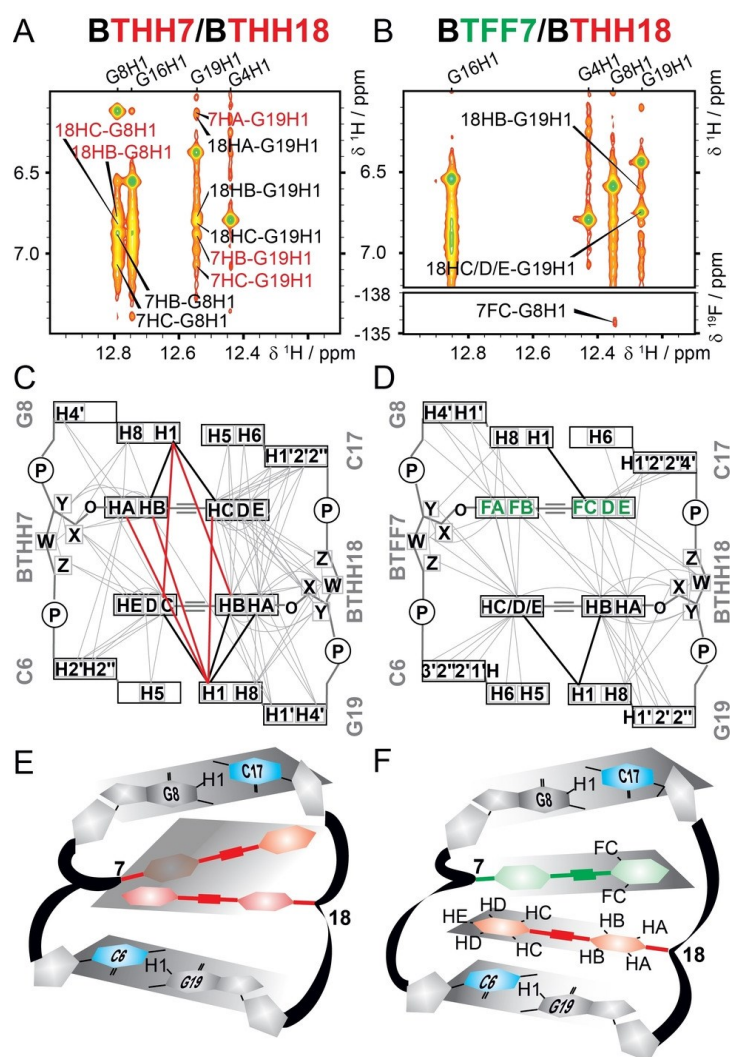 A BTHH7/BTHH18
G8H1 G16H1 G19H1 G4H1
18HC-G8H1
18HB-G8H1
7HA-G19H1
18HA-G19H1
18HB-G19H1
18HC-G19H1
7HB-G19H1
7HC-G19H1
7HB-G8H1
7HC-G8H1
6.5
7.0
δ ¹H / ppm
12.8 12.6 12.4
δ ¹H / ppm
B BTFF7/BTHH18
G16H1 G4H1 G8H1 G19H1
18HB-G19H1
18HC/D/E-G19H1
7FC-G8H1
6.5
7.0
-138
-135
δ ¹H / ppm
δ ¹⁹F / ppm
12.8 12.6 12.4 12.2
δ ¹H / ppm
C
G8 H4' H8 H1 H5 H6 H1'2'2'' C17
P P
BTHH7 W Y X Z O HA HB HC D E
HE D C HB HA O X Y Z W BTHH18
P P
C6 H2'H2'' H5 H1 H8 H1'H4' G19
D
G8 H4'H1' H8 H1 H6 H1'2'2''4' C17
P P
BTFF7 W Y X Z O FA FB FC D E
HC/D/E HB HA O X Y Z W BTHH18
P P
C6 3'2''2'1'H H6 H5 H1 H8 H1'2'2'' G19
E
G8 H1 C17
7
18
C6 H1 G19
F
G8 H1 C17
7 FC
FC
HE HD HC HB HA
HD HC HB HA 18
C6 H1 G19